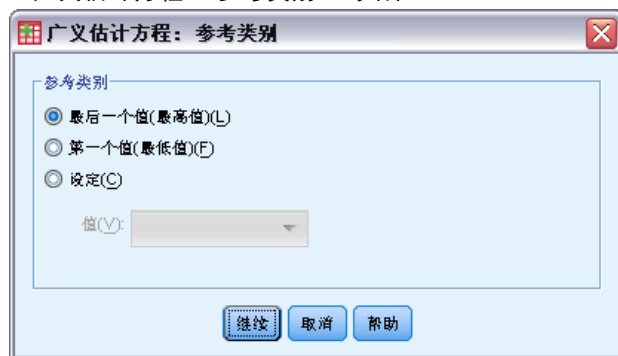 广义估计方程：参考类别
参考类别
最后一个值(最高值)(L)
第一个值(最低值)(F)
设定(C)
值(V):
继续 取消 帮助